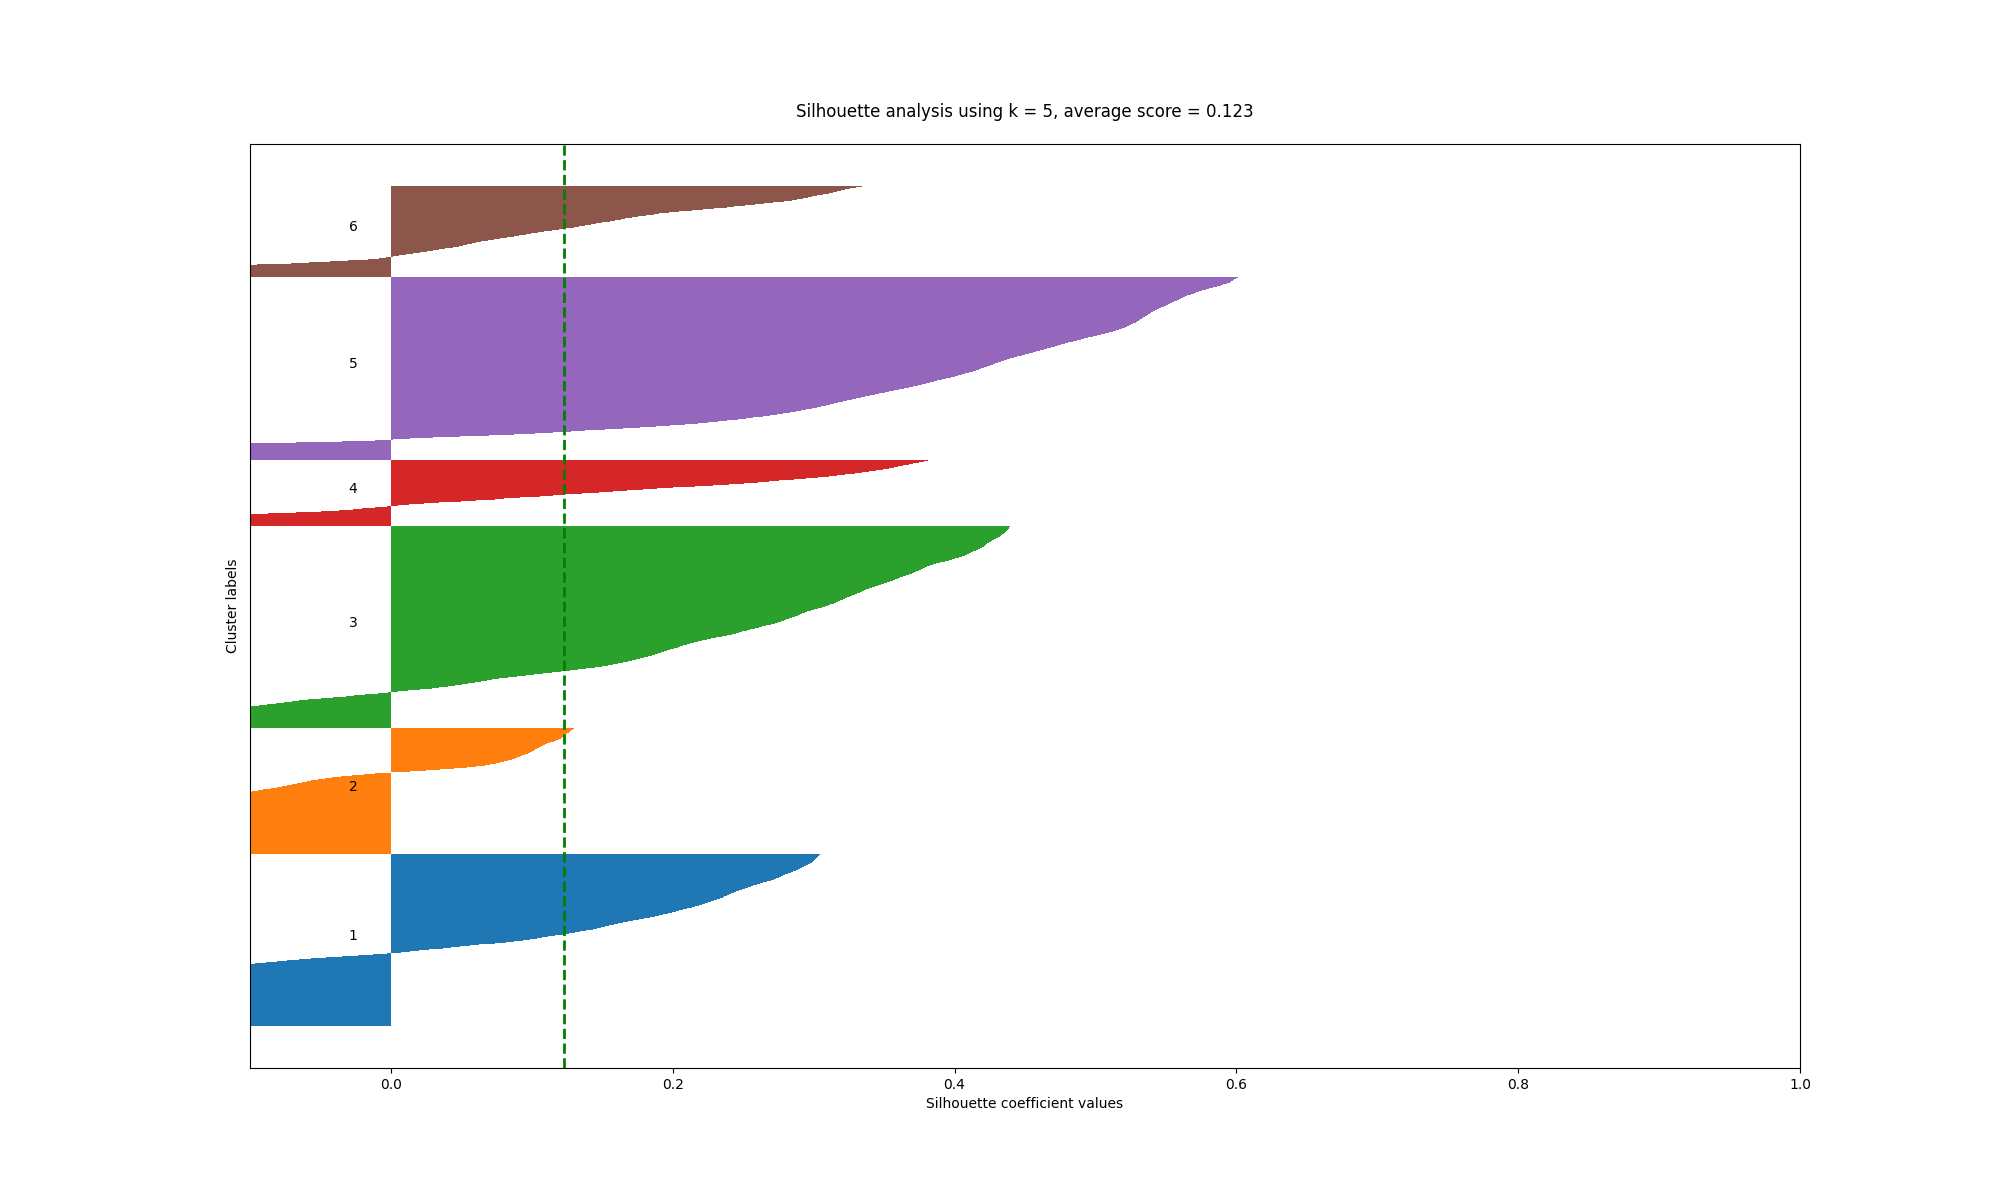 Silhouette analysis using k = 5, average score = 0.123
6
5
4
3
2
1
Cluster labels
0.0 0.2 0.4 0.6 0.8 1.0
Silhouette coefficient values